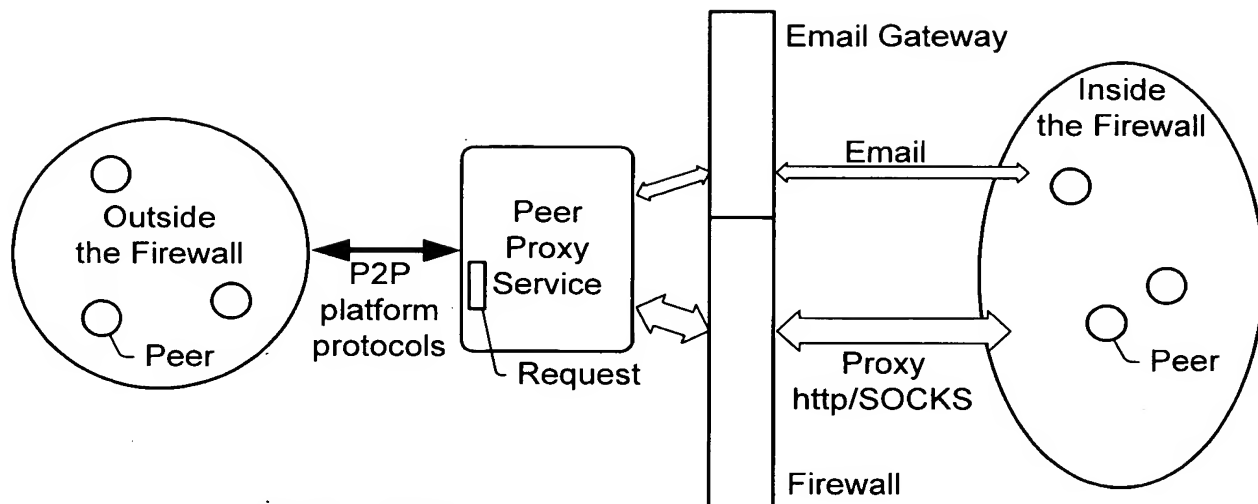 Outside
the Firewall
Peer
P2P
platform
protocols
Peer
Proxy
Service
Request
Email Gateway
Email
Proxy
http/SOCKS
Firewall
Inside
the Firewall
Peer